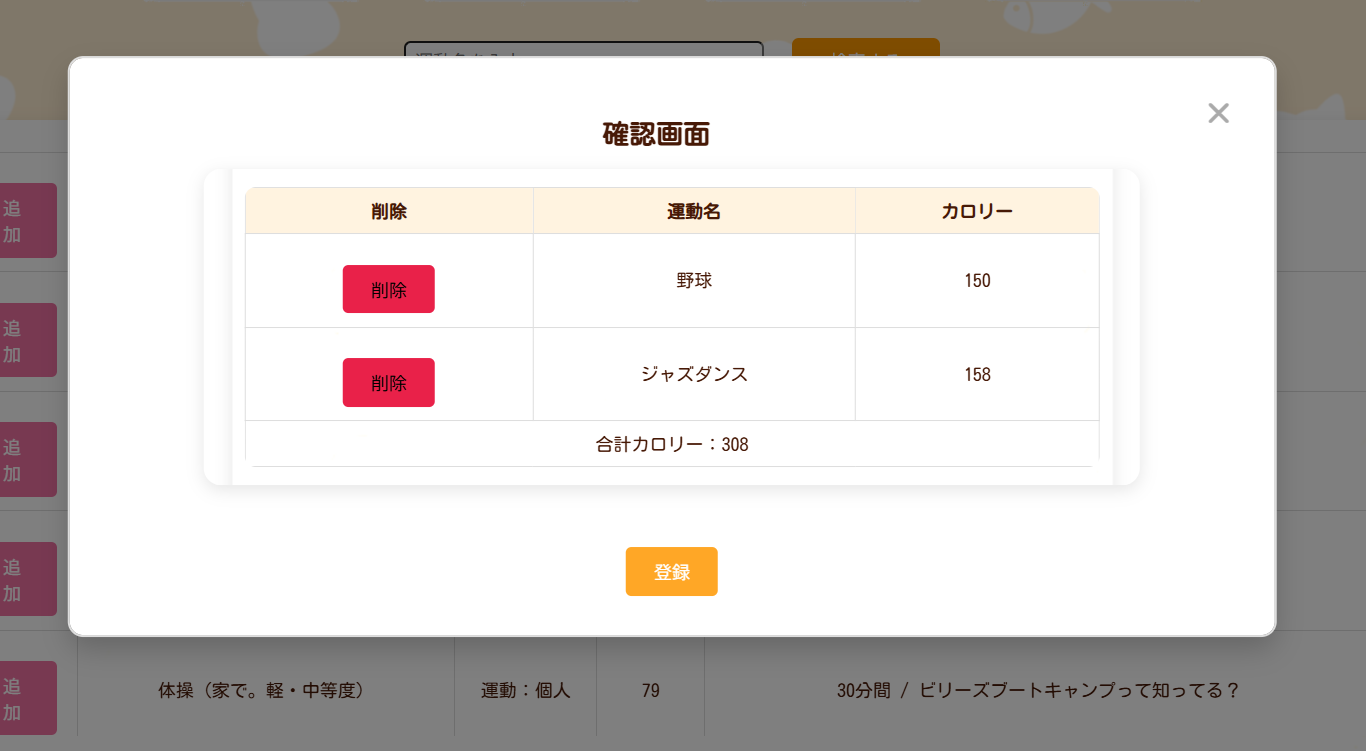 確認画面
削除 運動名 カロリー
削除 野球 150
削除 ジャズダンス 158
合計カロリー：308
登録
追
加
追
加
追
加
追
加
追
加
体操（家で。軽・中等度） 運動：個人 79 30分間 / ビリーズブートキャンプって知ってる？